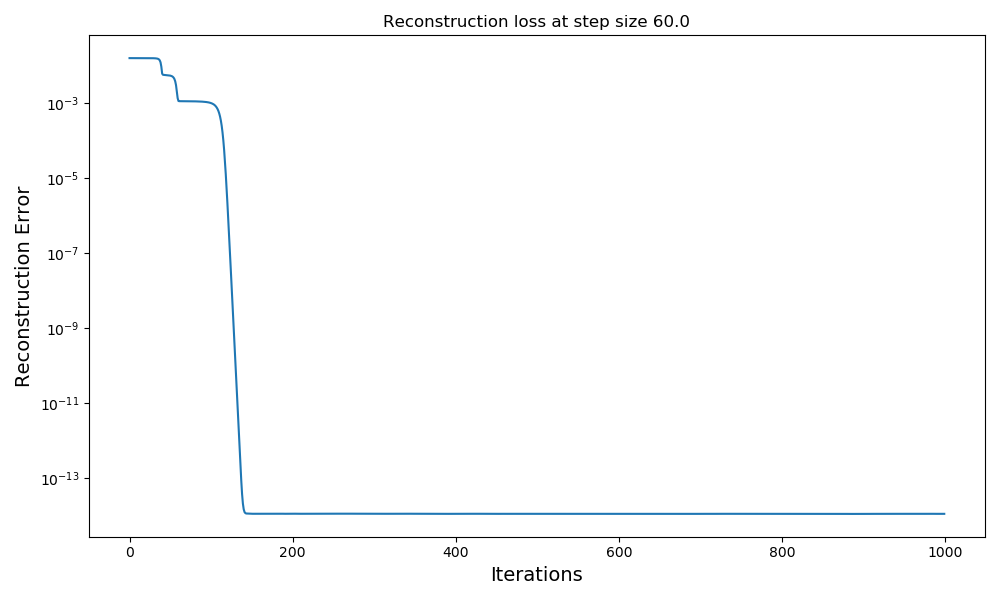 Reconstruction loss at step size 60.0
Reconstruction Error
10⁻³
10⁻⁵
10⁻⁷
10⁻⁹
10⁻¹¹
10⁻¹³
0 200 400 600 800 1000
Iterations